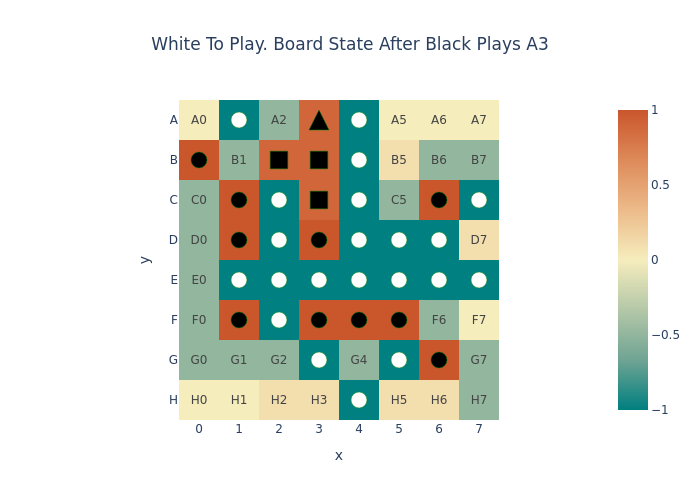 White To Play. Board State After Black Plays A3
A A0 A2 A5 A6 A7
B B1 B5 B6 B7
C C0 C5
D D0 D7
E E0
F F0 F6 F7
G G0 G1 G2 G4 G7
H H0 H1 H2 H3 H5 H6 H7
0 1 2 3 4 5 6 7
x
y
1
0.5
0
−0.5
−1